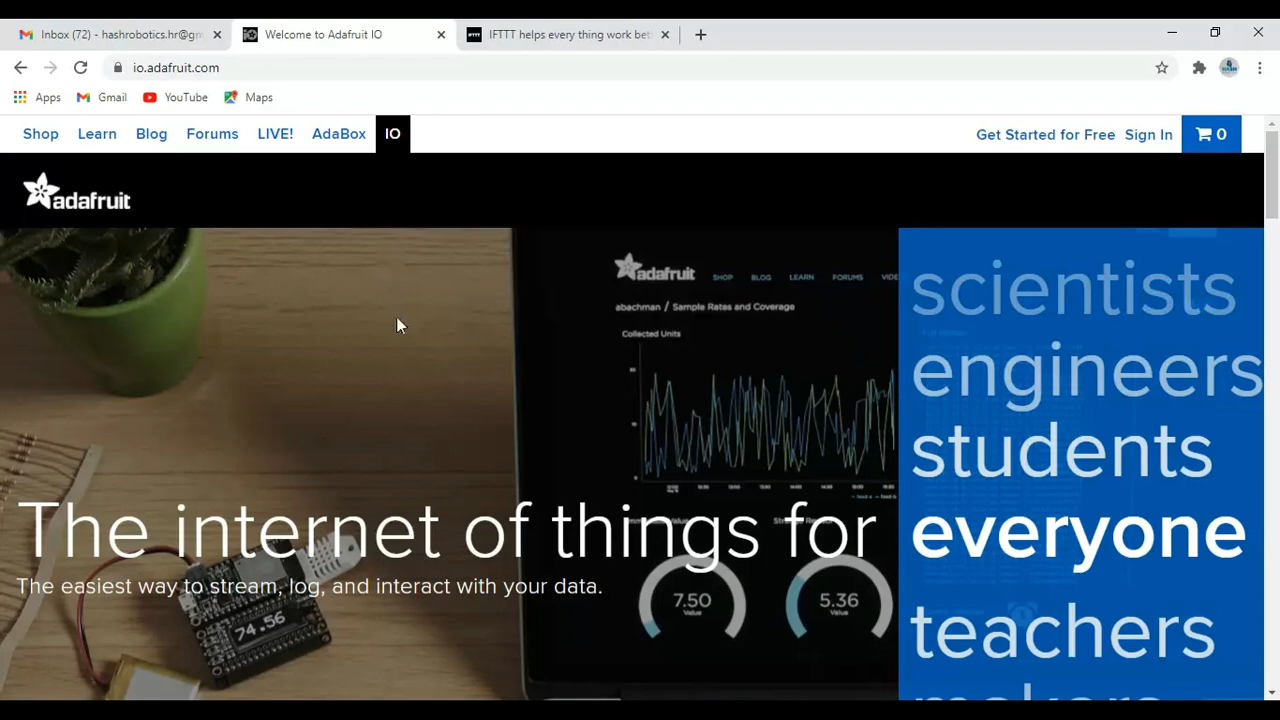 Inbox (72) - hashrobotics.hr@gm
Welcome to Adafruit IO
IFTTT helps every thing work bet
io.adafruit.com
Apps
Gmail
YouTube
Maps
Shop
Learn
Blog
Forums
LIVE!
AdaBox
IO
Get Started for Free
Sign In
0
adafruit
adafruit
SHOP
BLOG
LEARN
FORUMS
VIDE
abachman / Sample Rates and Coverage
Collected Units
scientists
engineers
students
The internet of things for everyone
The easiest way to stream, log, and interact with your data.
7.50
Value
5.36
Value
74.56
teachers
makers